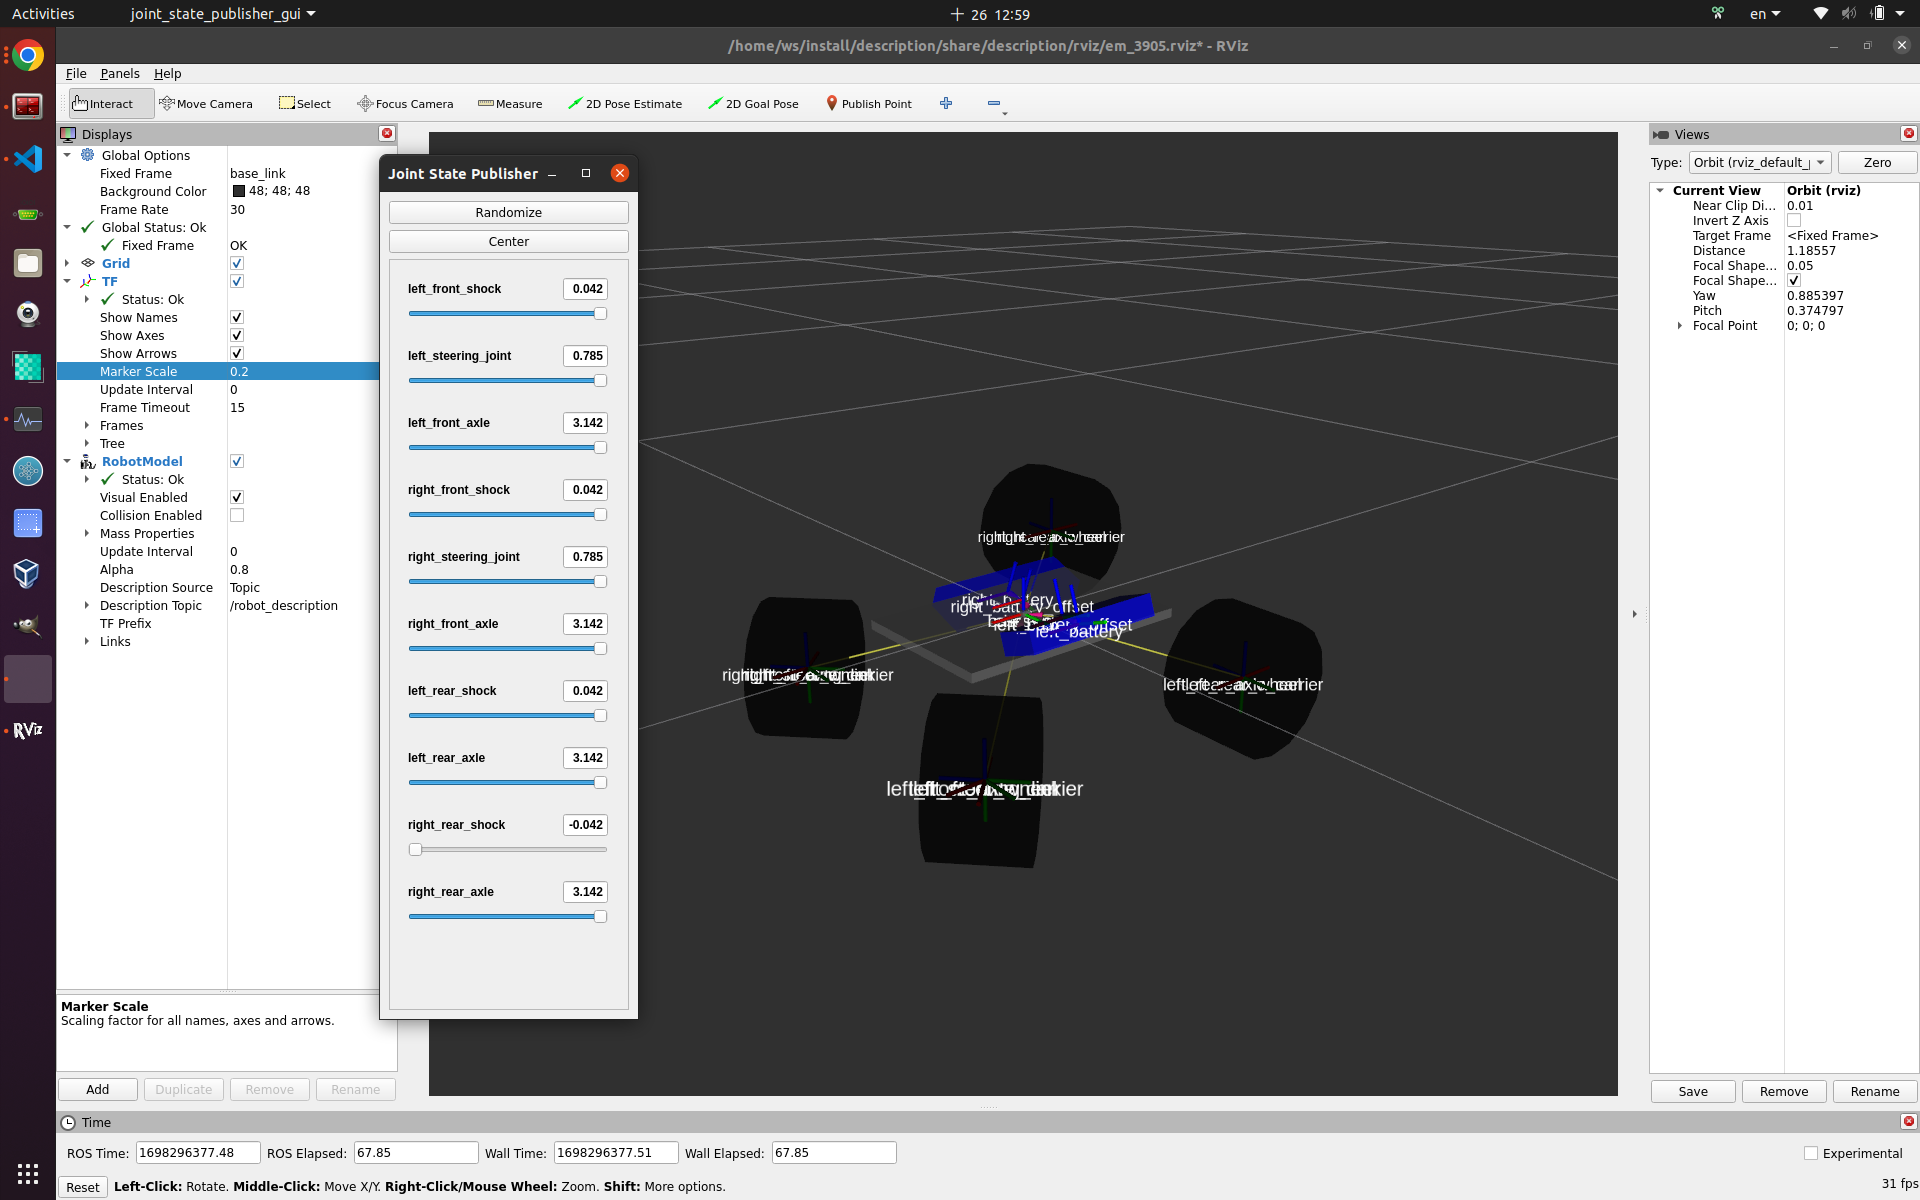 Activities
joint_state_publisher_gui
26 12:59
en
/home/ws/install/description/share/description/rviz/em_3905.rviz* - RViz
File Panels Help
Interact Move Camera Select Focus Camera Measure 2D Pose Estimate 2D Goal Pose Publish Point
Displays
Global Options
Fixed Frame base_link
Background Color 48; 48; 48
Frame Rate 30
Global Status: Ok
Fixed Frame OK
Grid
TF
Status: Ok
Show Names
Show Axes
Show Arrows
Marker Scale 0.2
Update Interval 0
Frame Timeout 15
Frames
Tree
RobotModel
Status: Ok
Visual Enabled
Collision Enabled
Mass Properties
Update Interval 0
Alpha 0.8
Description Source Topic
Description Topic /robot_description
TF Prefix
Links
Marker Scale
Scaling factor for all names, axes and arrows.
Add Duplicate Remove Rename
Joint State Publisher
Randomize
Center
left_front_shock 0.042
left_steering_joint 0.785
left_front_axle 3.142
right_front_shock 0.042
right_steering_joint 0.785
right_front_axle 3.142
left_rear_shock 0.042
left_rear_axle 3.142
right_rear_shock -0.042
right_rear_axle 3.142
left_battery
Views
Type: Orbit (rviz_default_ Zero
Current View Orbit (rviz)
Near Clip Di... 0.01
Invert Z Axis
Target Frame <Fixed Frame>
Distance 1.18557
Focal Shape... 0.05
Focal Shape...
Yaw 0.885397
Pitch 0.374797
Focal Point 0; 0; 0
Save Remove Rename
Time
ROS Time: 1698296377.48 ROS Elapsed: 67.85 Wall Time: 1698296377.51 Wall Elapsed: 67.85 Experimental
Reset Left-Click: Rotate. Middle-Click: Move X/Y. Right-Click/Mouse Wheel: Zoom. Shift: More options. 31 fps
RViz